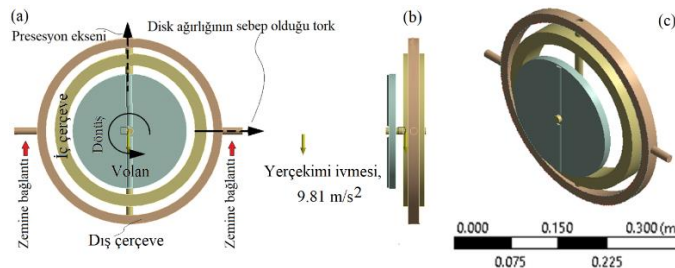 (a)
Presesyon ekseni
Disk ağırlığının sebep olduğu tork
İç çerçeve
Dönüş
Volan
Zemine bağlantı
Zemine bağlantı
Dış çerçeve
Yerçekimi ivmesi,
9.81 m/s²
(b)
(c)
0.000
0.150
0.300 (m
0.075
0.225